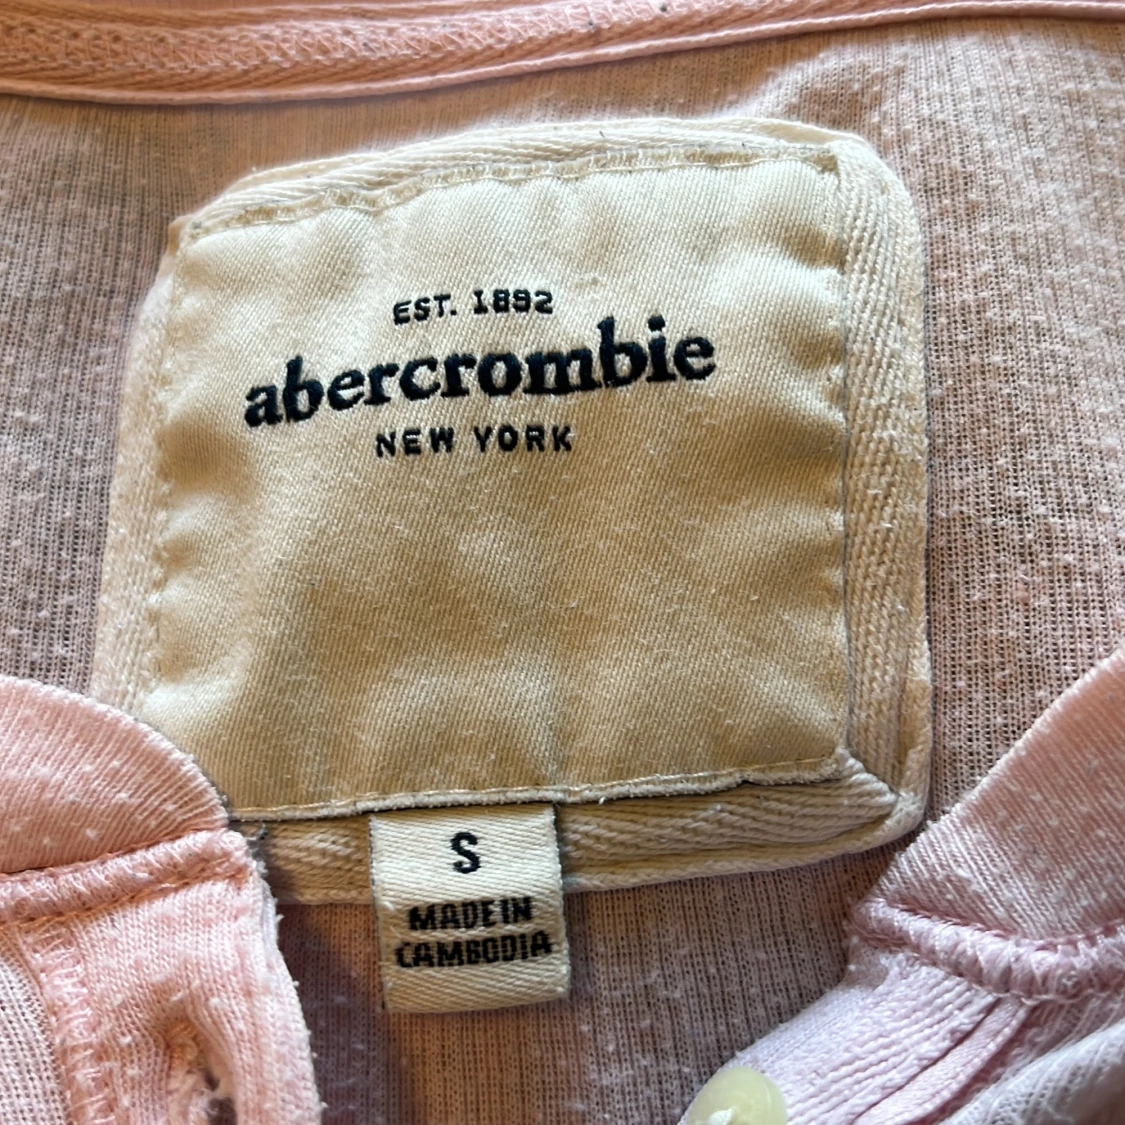 EST. 1892
abercrombie
NEW YORK
S
MADE IN
CAMBODIA